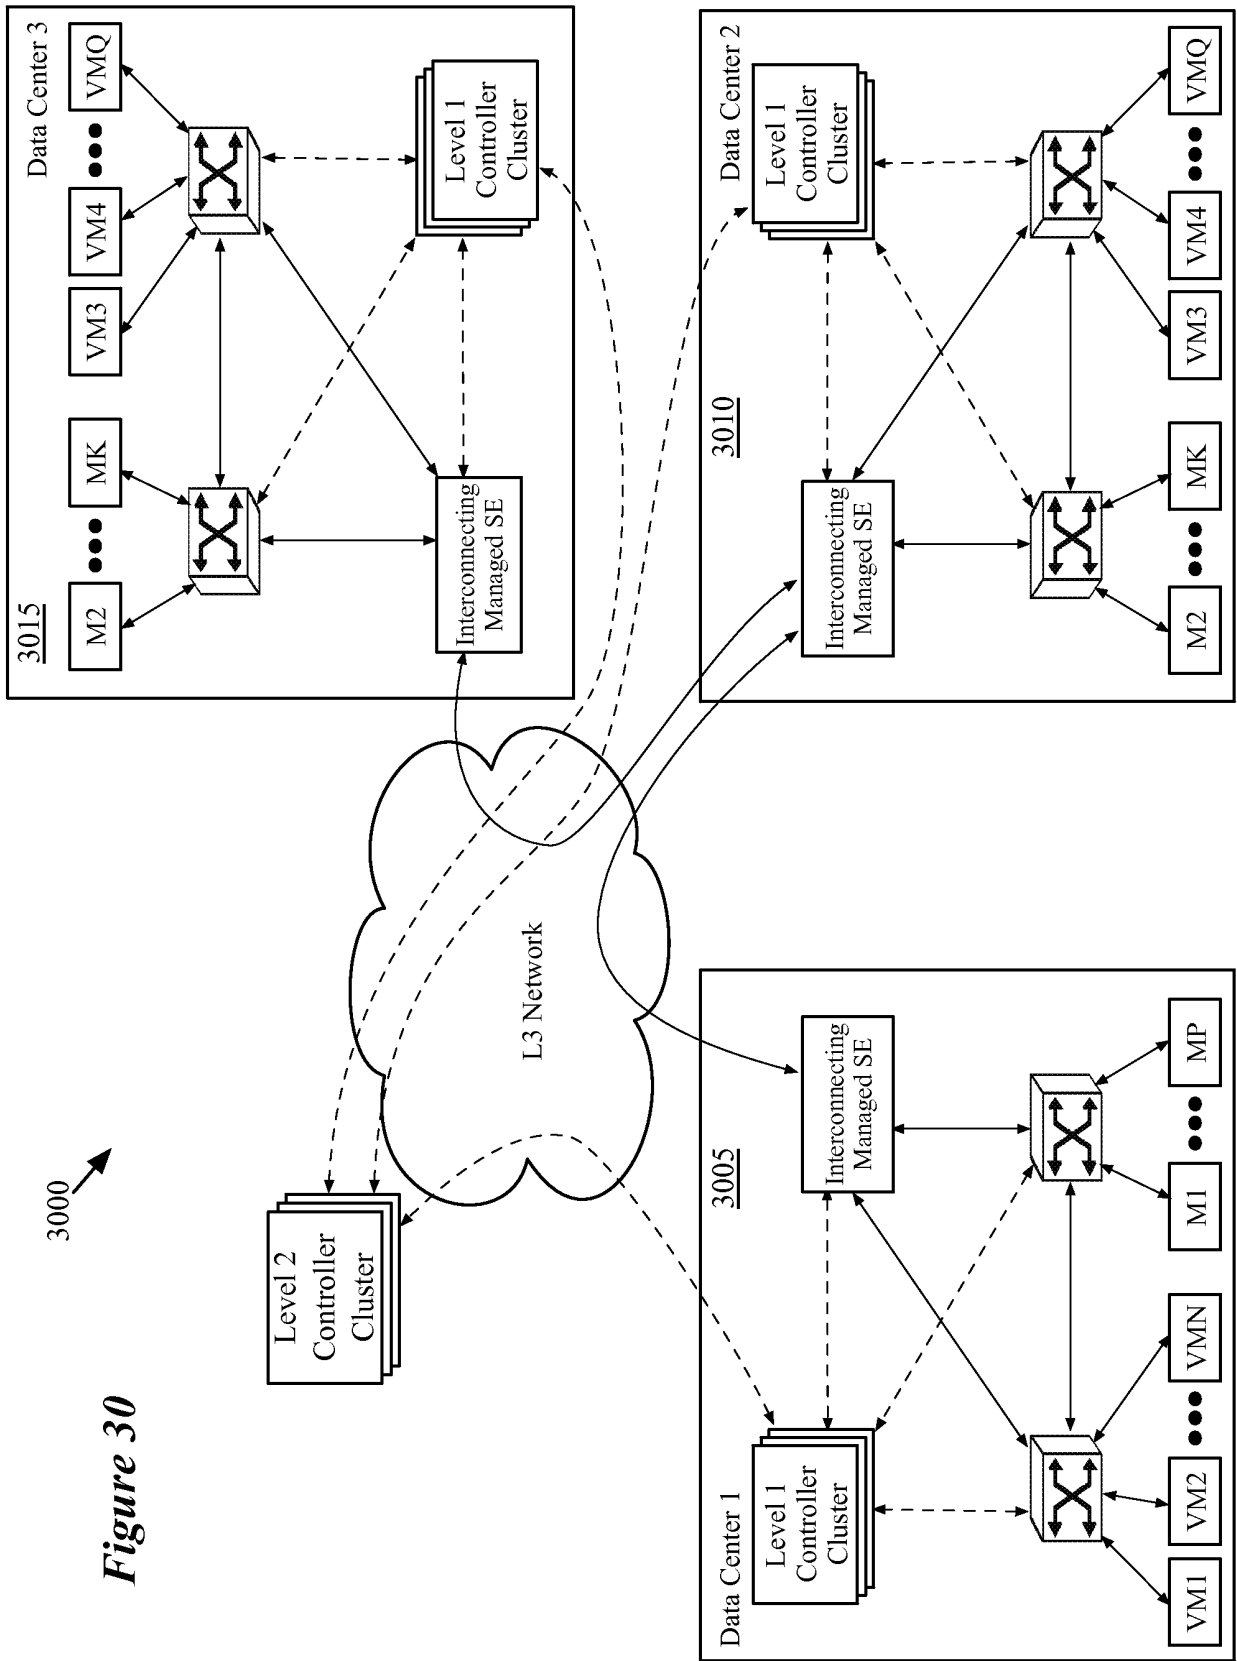 Figure 30
3000
Level 2
Controller
Cluster
L3 Network
Data Center 3
3015
M2
MK
VM3
VM4
VMQ
Interconnecting
Managed SE
Level 1
Controller
Cluster
Data Center 1
3005
Level 1
Controller
Cluster
Interconnecting
Managed SE
VM1
VM2
VMN
M1
MP
Data Center 2
3010
Interconnecting
Managed SE
Level 1
Controller
Cluster
M2
MK
VM3
VM4
VMQ